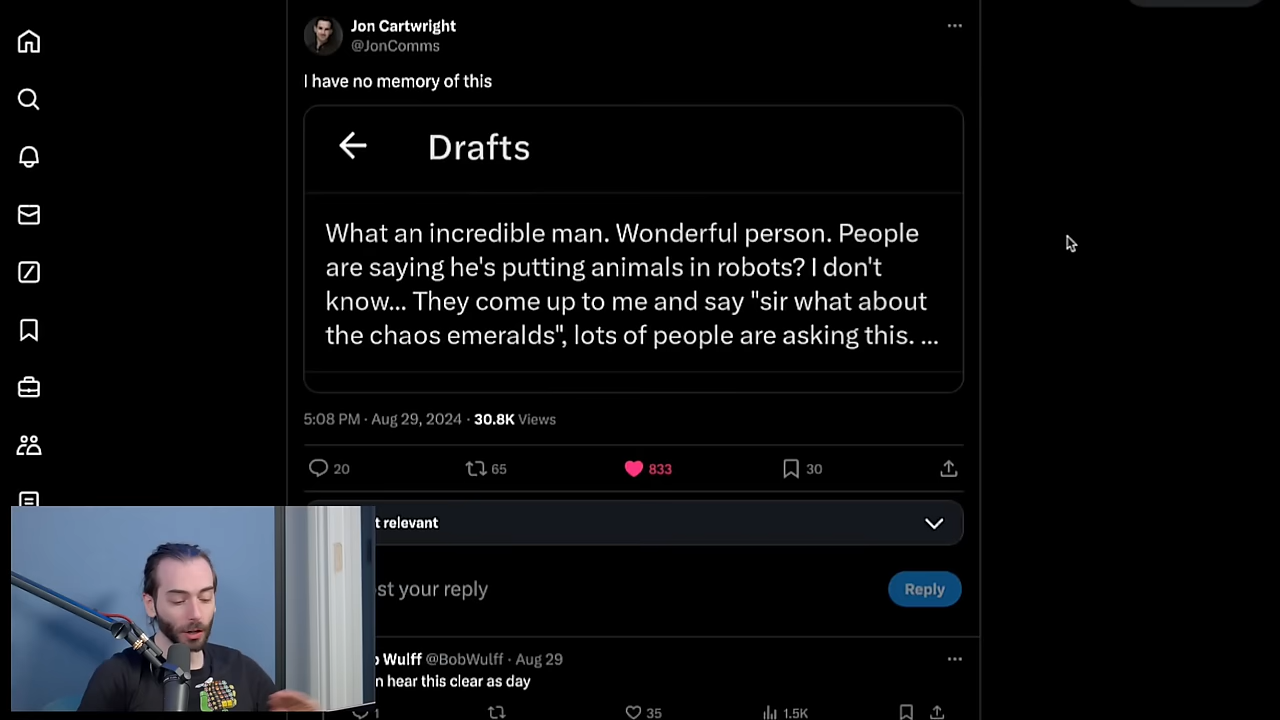 Jon Cartwright
@JonComms
I have no memory of this
Drafts
What an incredible man. Wonderful person. People
are saying he's putting animals in robots? I don't
know... They come up to me and say "sir what about
the chaos emeralds", lots of people are asking this. ...
5:08 PM · Aug 29, 2024 · 30.8K Views
20 65 833 30
t relevant
st your reply
Reply
Wulff @BobWulff · Aug 29
n hear this clear as day
1 35 1.5K